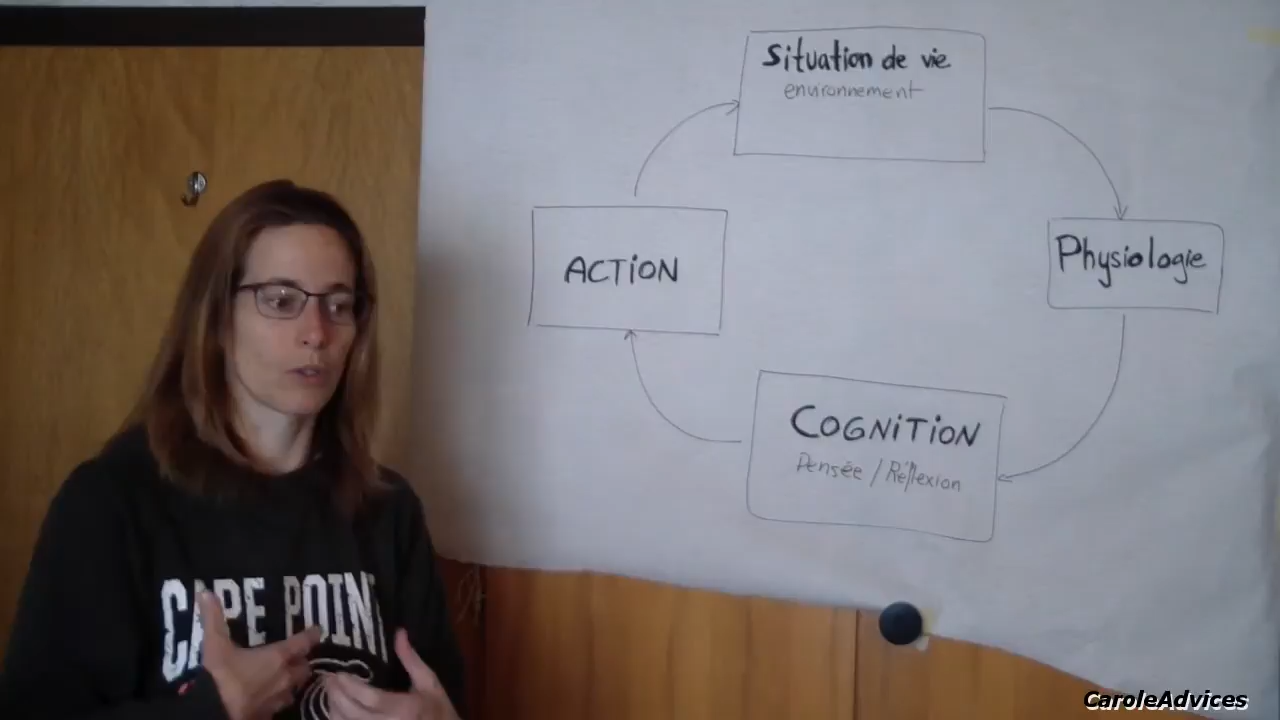 Situation de vie
environnement
ACTiON
Physiologie
COGNiTiON
Pensée / Réflexion
CAPE POINT
CaroleAdvices